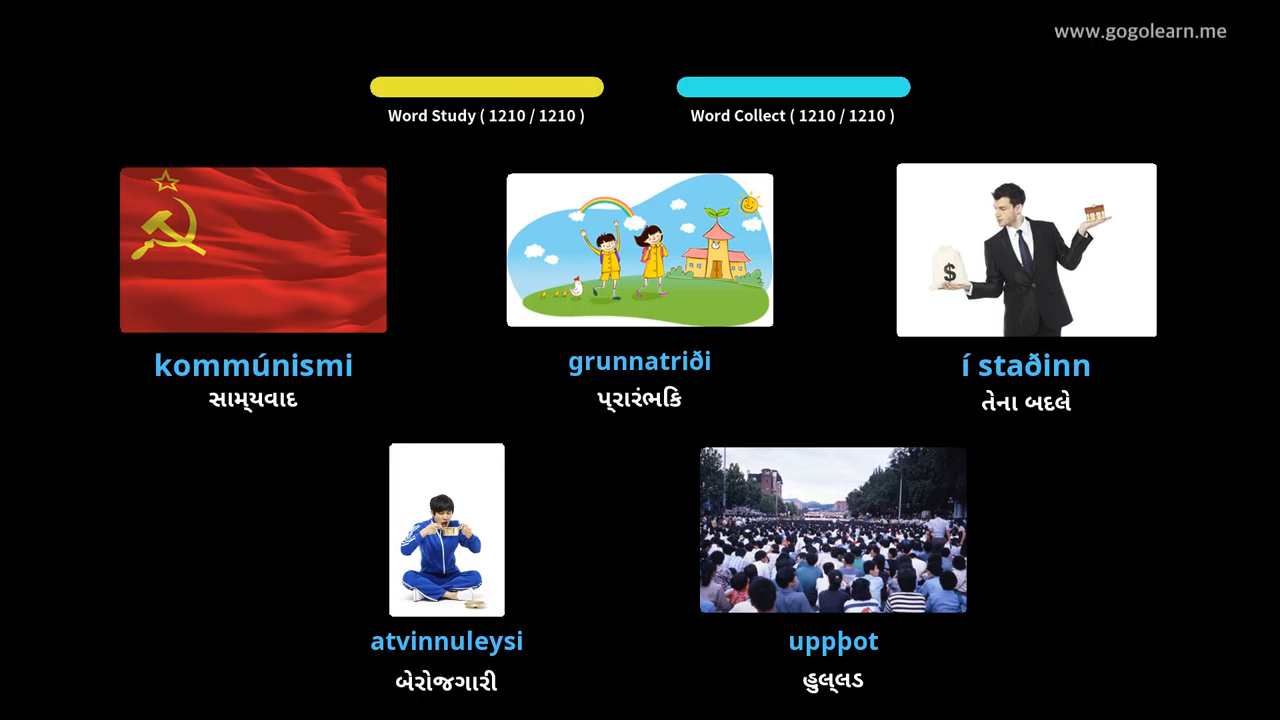 www.gogolearn.me
Word Study ( 1210 / 1210 )
Word Collect ( 1210 / 1210 )
kommúnismi
સામ્યવાદ
grunnatriði
પ્રારંભિક
í staðinn
તેના બદલે
atvinnuleysi
બેરોજગારી
uppþot
હુલ્લડ